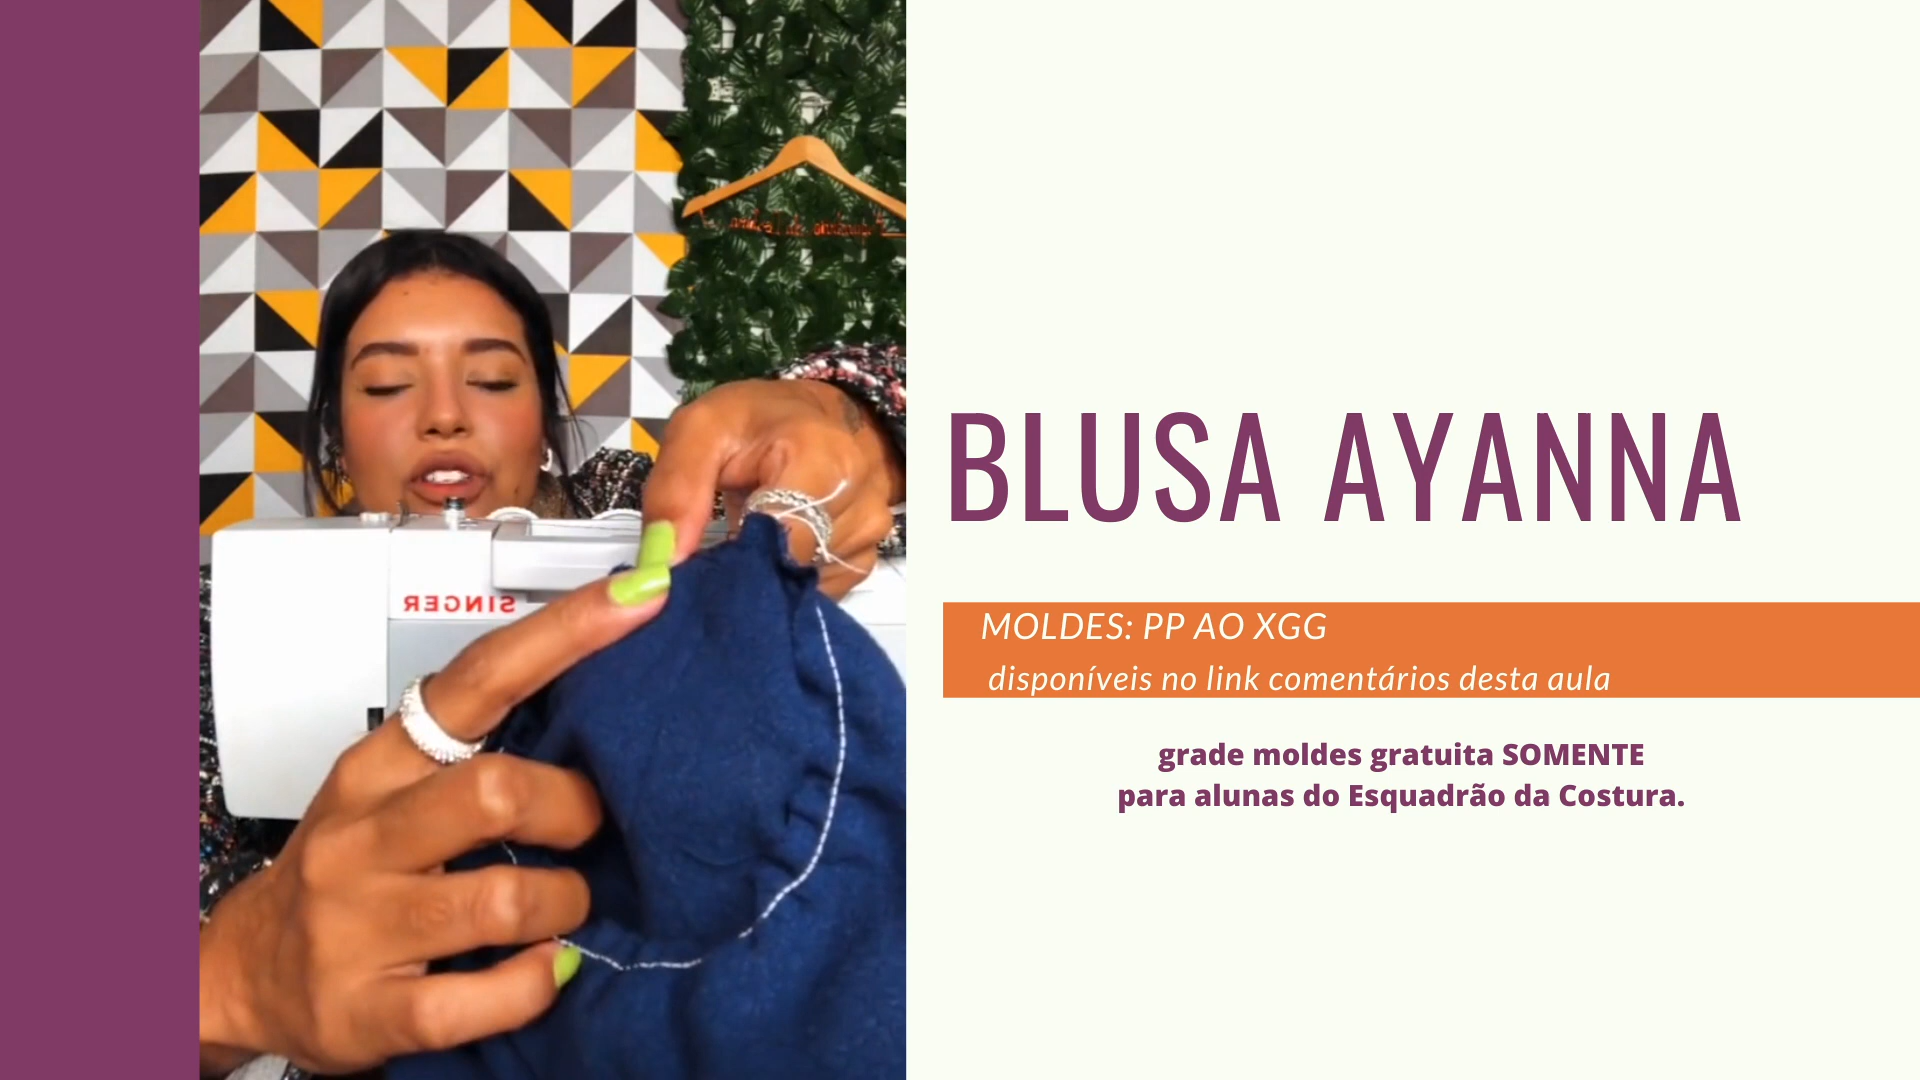 SINGER
BLUSA AYANNA
MOLDES: PP AO XGG
disponíveis no link comentários desta aula
grade moldes gratuita SOMENTE
para alunas do Esquadrão da Costura.